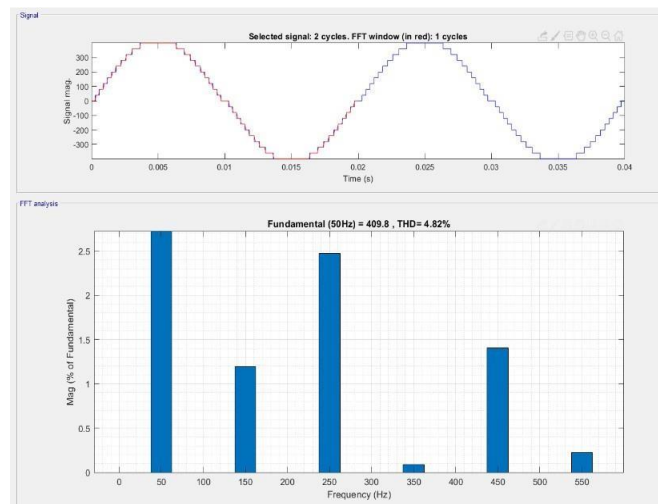 Signal
Selected signal: 2 cycles. FFT window (in red): 1 cycles
300
200
100
0
-100
-200
-300
Signal mag.
0 0.005 0.01 0.015 0.02 0.025 0.03 0.035 0.04
Time (s)
FFT analysis
Fundamental (50Hz) = 409.8 , THD= 4.82%
2.5
2
1.5
1
0.5
0
Mag (% of Fundamental)
0 50 100 150 200 250 300 350 400 450 500 550
Frequency (Hz)